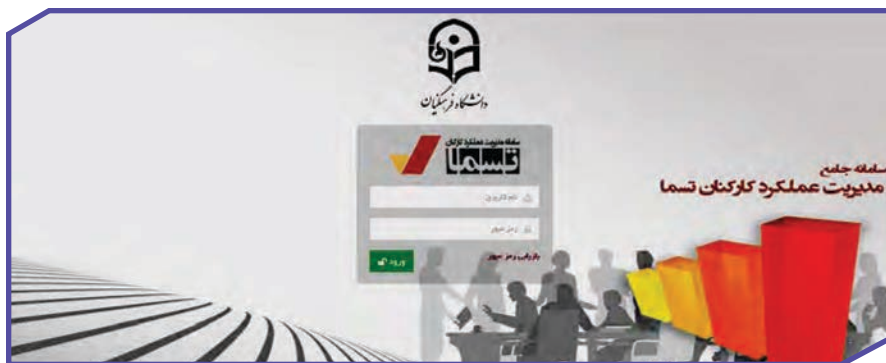 دانشگاه فرهنگیان
سامانه مدیریت عملکرد کارکنان
تسما
نام کاربری
رمز عبور
ورود
بازیابی رمز عبور
سامانه جامع
مدیریت عملکرد کارکنان تسما